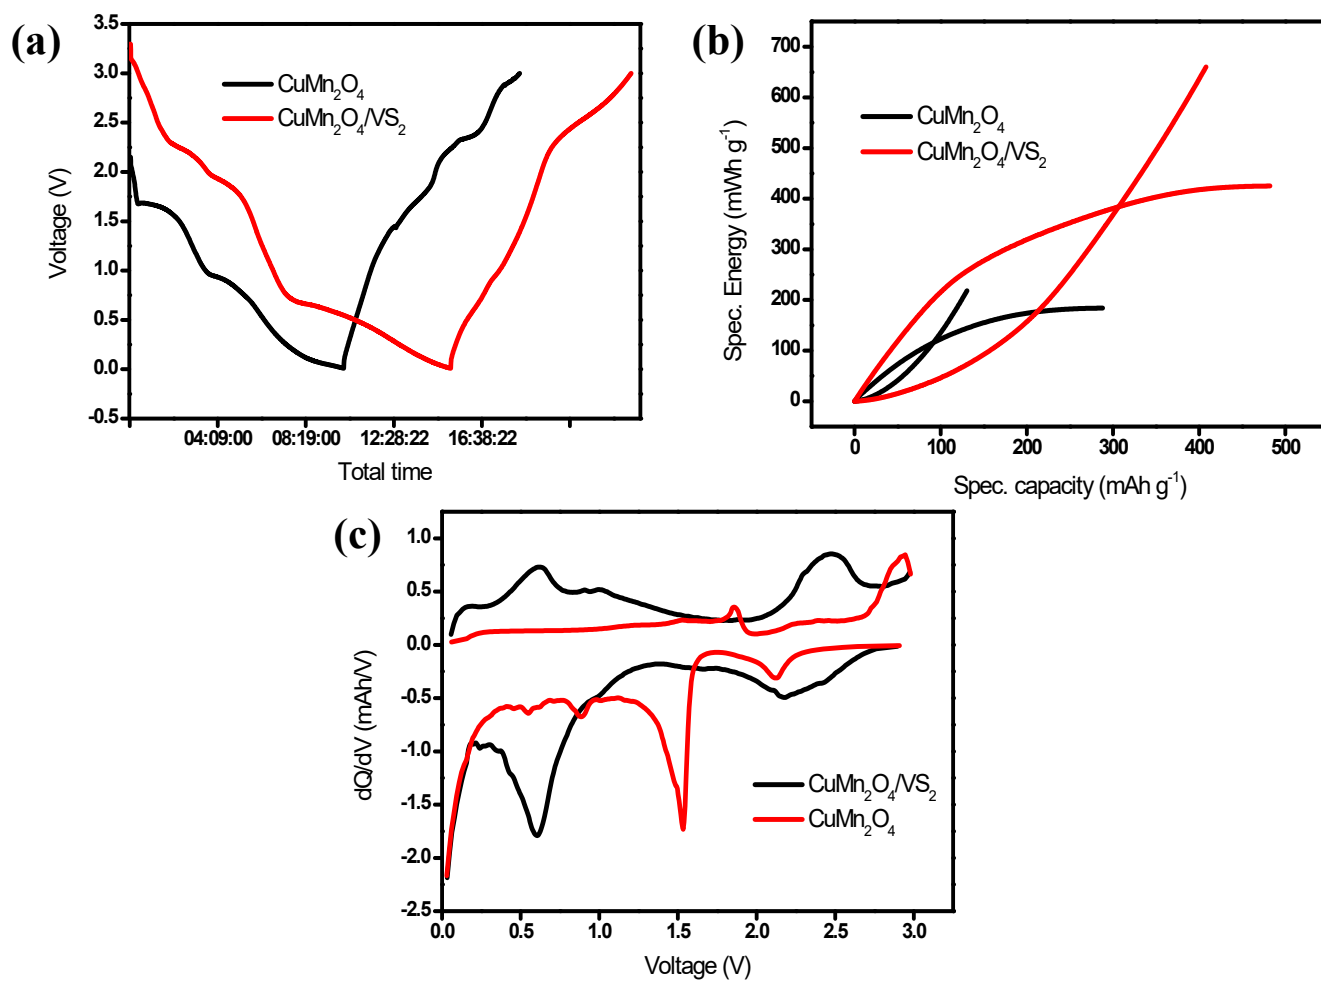 (a)
3.5
3.0
2.5
2.0
1.5
1.0
0.5
0.0
-0.5
Voltage (V)
CuMn₂O₄
CuMn₂O₄/VS₂
04:09:00 08:19:00 12:28:22 16:38:22
Total time
(b)
700
600
500
400
300
200
100
0
Spec. Energy (mWh g⁻¹)
CuMn₂O₄
CuMn₂O₄/VS₂
0 100 200 300 400 500
Spec. capacity (mAh g⁻¹)
(c)
1.0
0.5
0.0
-0.5
-1.0
-1.5
-2.0
-2.5
dQ/dV (mAh/V)
CuMn₂O₄/VS₂
CuMn₂O₄
0.0 0.5 1.0 1.5 2.0 2.5 3.0
Voltage (V)